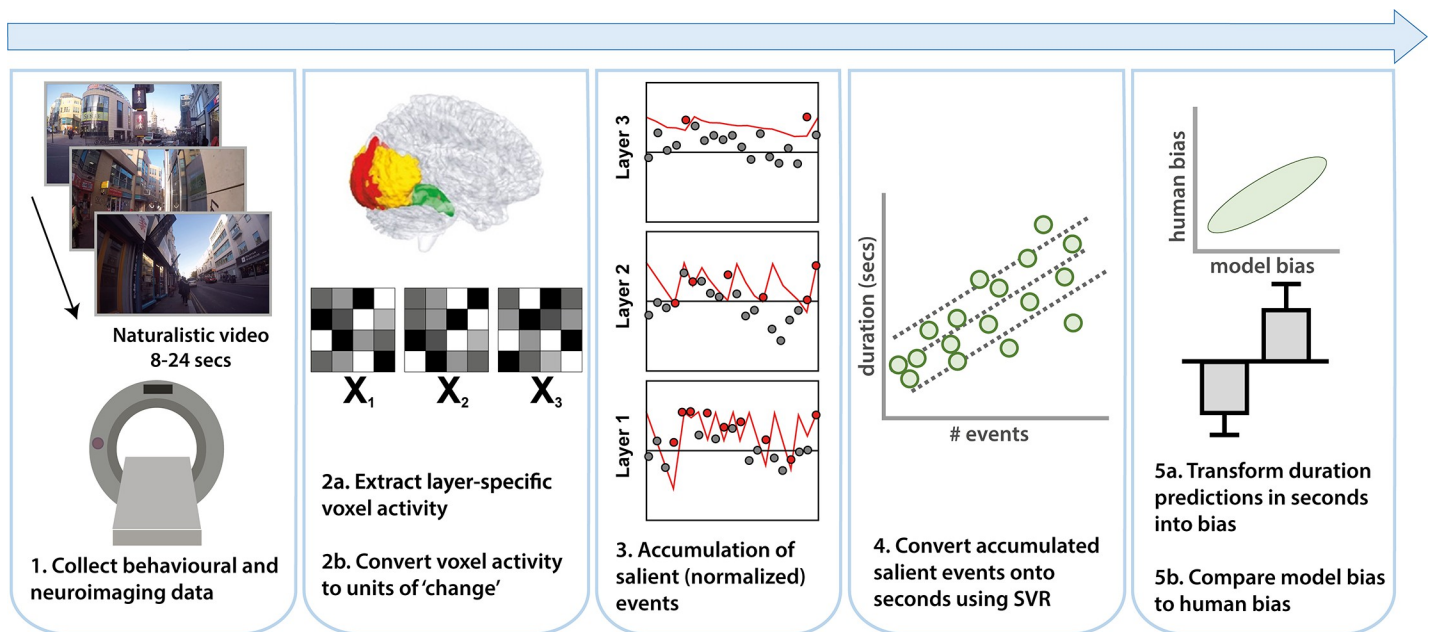 Naturalistic video
8-24 secs
1. Collect behavioural and
neuroimaging data
X1
X2
X3
2a. Extract layer-specific
voxel activity
2b. Convert voxel activity
to units of ‘change’
Layer 3
Layer 2
Layer 1
3. Accumulation of
salient (normalized)
events
duration (secs)
# events
4. Convert accumulated
salient events onto
seconds using SVR
human bias
model bias
5a. Transform duration
predictions in seconds
into bias
5b. Compare model bias
to human bias